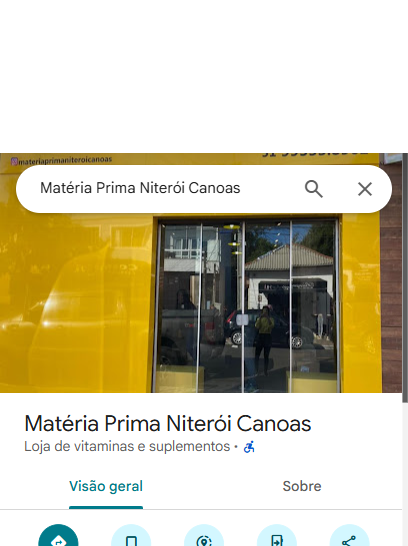 materiaprimaniteroicanoas
Matéria Prima Niterói Canoas
Matéria Prima Niterói Canoas
Loja de vitaminas e suplementos ·
Visão geral
Sobre